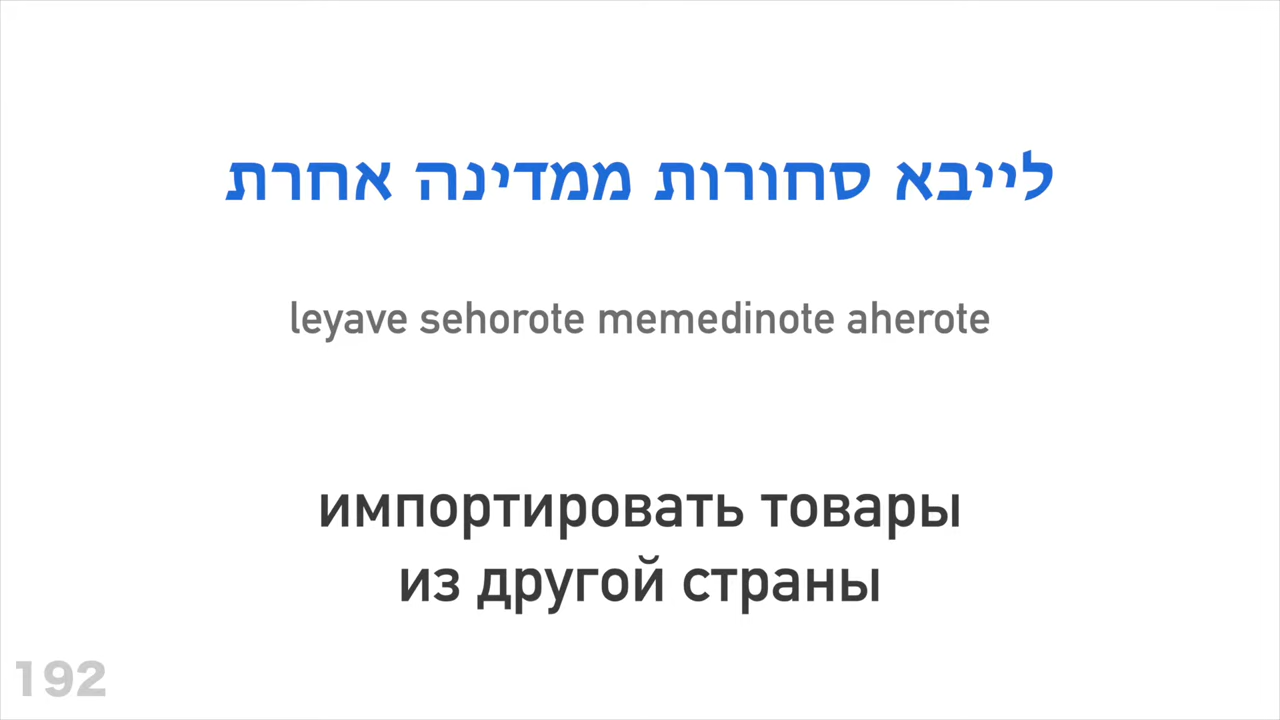 לייבא סחורות ממדינה אחרת
leyave sehorote memedinote aherote
импортировать товары
из другой страны
192